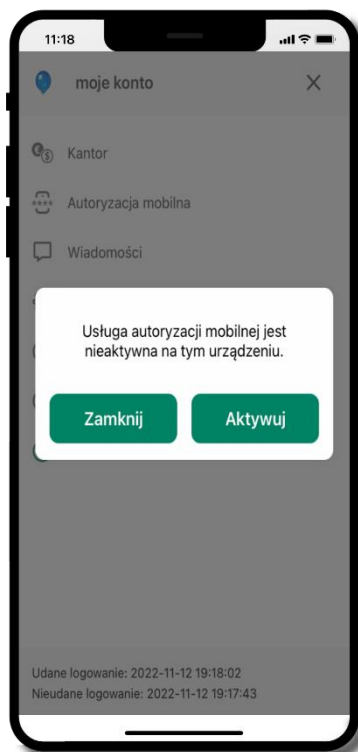 11:18
moje konto
Kantor
Autoryzacja mobilna
Wiadomości
Usługa autoryzacji mobilnej jest
nieaktywna na tym urządzeniu.
Zamknij
Aktywuj
Udane logowanie: 2022-11-12 19:18:02
Nieudane logowanie: 2022-11-12 19:17:43